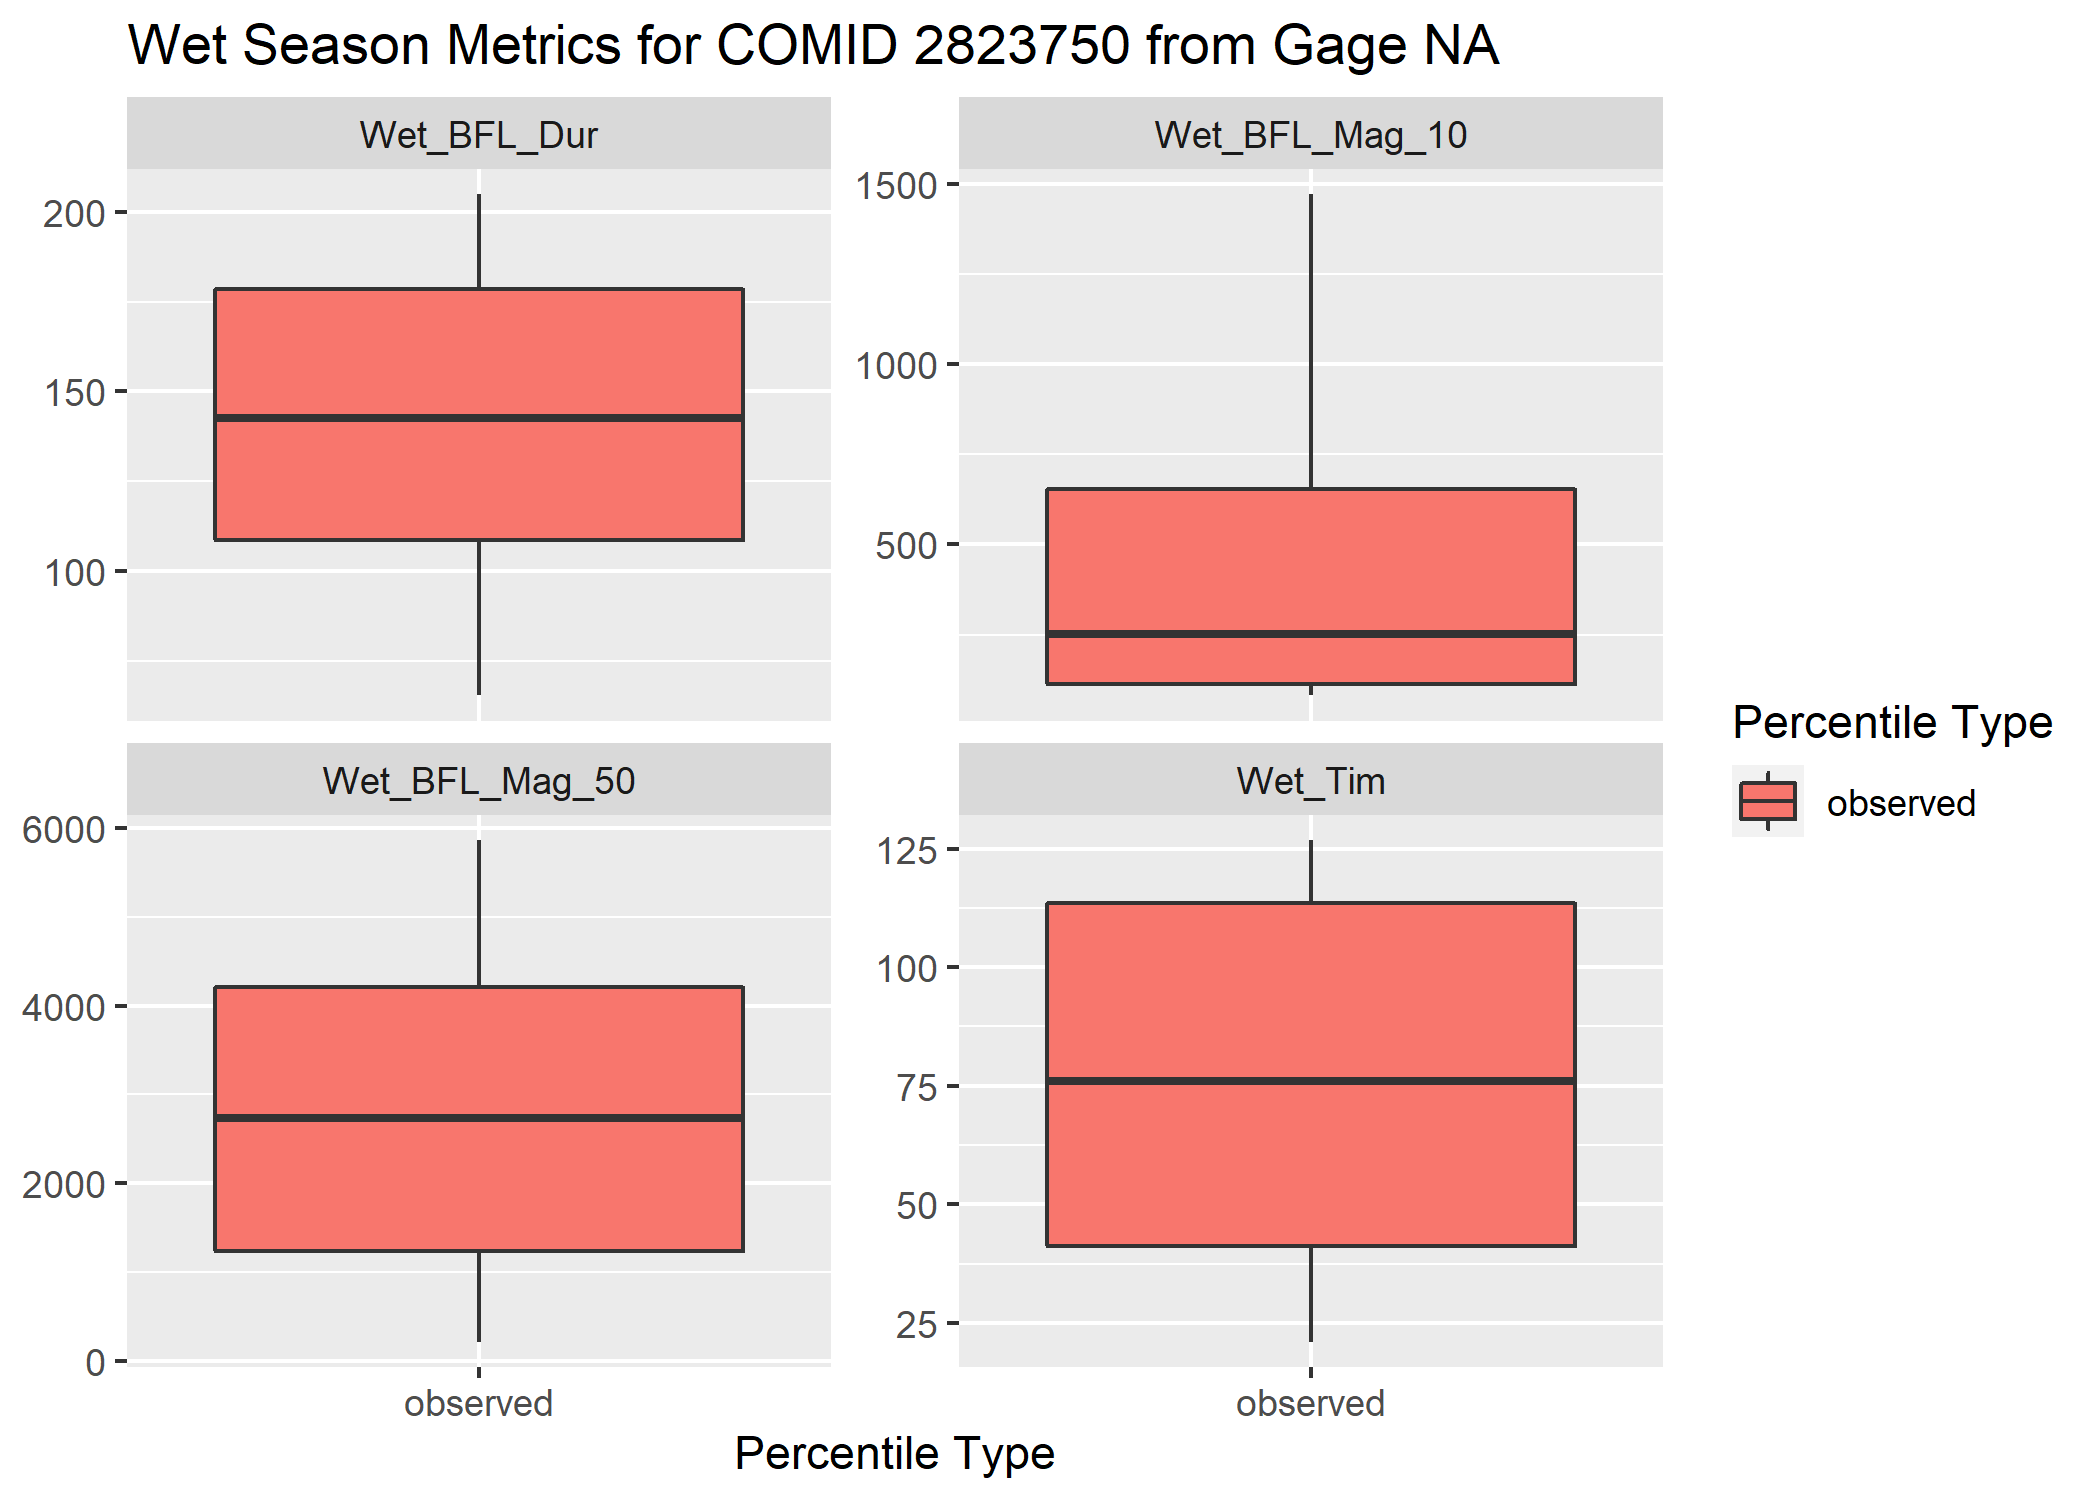 Wet Season Metrics for COMID 2823750 from Gage NA
Wet_BFL_Dur
200
150
100
Wet_BFL_Mag_10
1500
1000
500
Wet_BFL_Mag_50
6000
4000
2000
0
observed
Wet_Tim
125
100
75
50
25
observed
Percentile Type
Percentile Type
observed